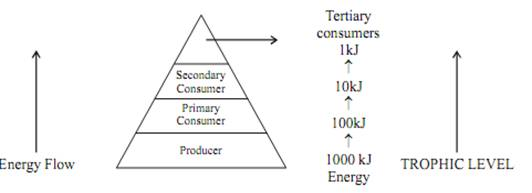 Tertiary
consumers
1kJ
Secondary
Consumer
10kJ
Primary
Consumer
100kJ
Producer
1000 kJ
Energy
Energy Flow
TROPHIC LEVEL